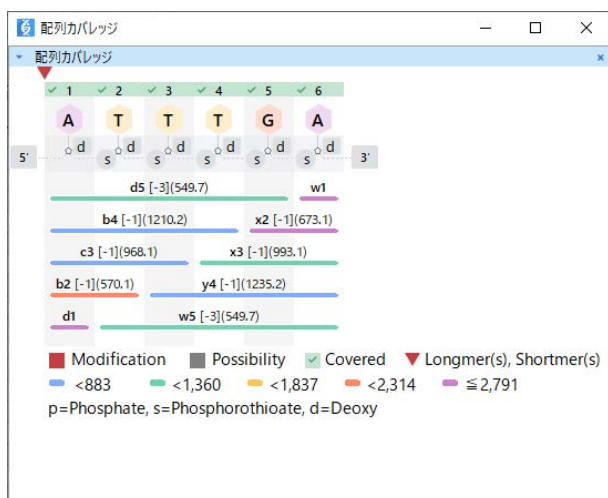 配列カバレッジ
配列カバレッジ
1 2 3 4 5 6
A T T T G A
d d d d d d
5' s s s s s 3'
d5 [-3](549.7) w1
b4 [-1](1210.2) x2 [-1](673.1)
c3 [-1](968.1) x3 [-1](993.1)
b2 [-1](570.1) y4 [-1](1235.2)
d1 w5 [-3](549.7)
Modification Possibility Covered Longmer(s), Shortmer(s)
<883 <1,360 <1,837 <2,314 ≦2,791
p=Phosphate, s=Phosphorothioate, d=Deoxy